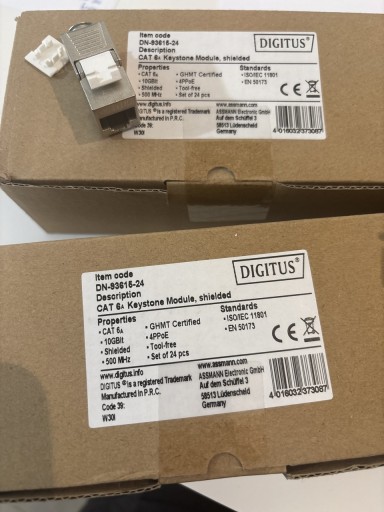 Item code
DN-93615-24
Description
CAT 6A Keystone Module, shielded
DIGITUS®
Properties
• CAT 6A
• 10GBit
• Shielded
• 500 MHz
• GHMT Certified
• 4PPoE
• Tool-free
• Set of 24 pcs
Standards
• ISO/IEC 11801
• EN 50173
CE
www.digitus.info
DIGITUS ® is a registered Trademark
Manufactured in P.R.C.
Code 39:
W30I
www.assmann.com
ASSMANN Electronic GmbH
Auf dem Schüffel 3
58513 Lüdenscheid
Germany
4 016032 373087
Item code
DN-93615-24
Description
CAT 6A Keystone Module, shielded
DIGITUS®
Properties
• CAT 6A
• 10GBit
• Shielded
• 500 MHz
• GHMT Certified
• 4PPoE
• Tool-free
• Set of 24 pcs
Standards
• ISO/IEC 11801
• EN 50173
CE
www.digitus.info
DIGITUS ® is a registered Trademark
Manufactured in P.R.C.
Code 39:
W30I
www.assmann.com
ASSMANN Electronic GmbH
Auf dem Schüffel 3
58513 Lüdenscheid
Germany
4 016032 373087